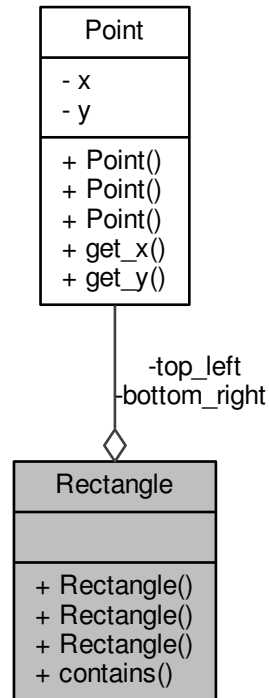 Point
- x
- y
+ Point()
+ Point()
+ Point()
+ get_x()
+ get_y()
-top_left
-bottom_right
Rectangle
+ Rectangle()
+ Rectangle()
+ Rectangle()
+ contains()